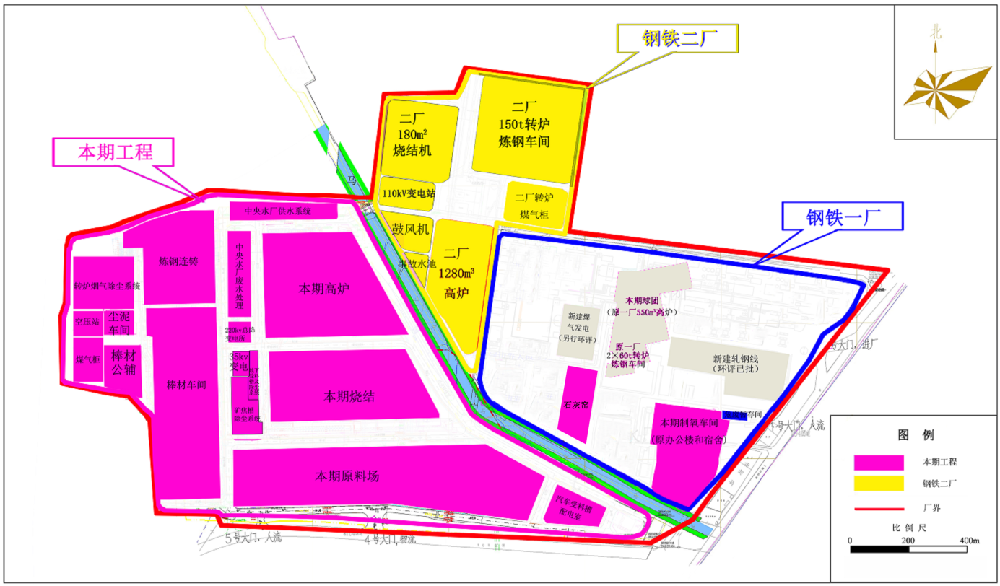 钢铁二厂
北
二厂
150t转炉
炼钢车间
二厂
180m²
烧结机
本期工程
马
110kV变电站
二厂转炉
煤气柜
中央水厂供水系统
钢铁一厂
鼓风机
中央水厂废水处理
炼钢连铸
事故水池
二厂
1280m³
高炉
转炉烟气除尘系统
本期高炉
本期球团
(原一厂550m³高炉)
新建煤
气发电
(另行环评)
空压站
尘泥
车间
220kv总降
变电所
原一厂
2×60t转炉
炼钢车间
号大门，进厂
煤气柜
棒材
公辅
35kv
变电
新建轧钢线
(环评已批)
棒材车间
本期烧结
石灰窑
矿焦槽
除尘系统
本期制氧车间
(原办公楼和宿舍)
存间
号大门，人流
本期原料场
汽车受料槽
配电室
5号大门，人流
4号大门，物流
图 例
本期工程
钢铁二厂
厂界
比 例 尺
0 200 400m